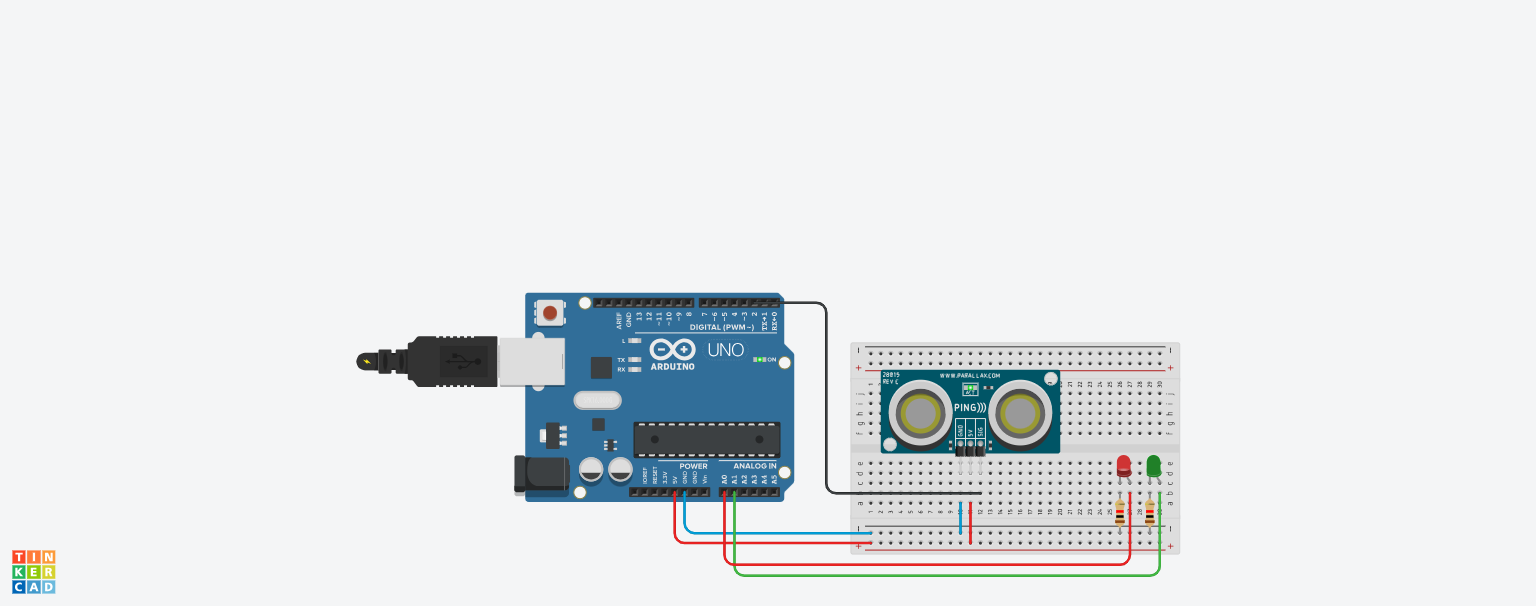 AREF
GND
13
12
~11
~10
~9
8
7
~6
~5
4
~3
2
TX→1
RX←0
DIGITAL (PWM~)
L
TX
RX
UNO
ON
ARDUINO
POWER
ANALOG IN
IOREF
RESET
3.3V
5V
GND
GND
Vin
A0
A1
A2
A3
A4
A5
28015
REV C
WWW.PARALLAX.COM
ACT
PING)))
GND
5V
SIG
TIN
KER
CAD